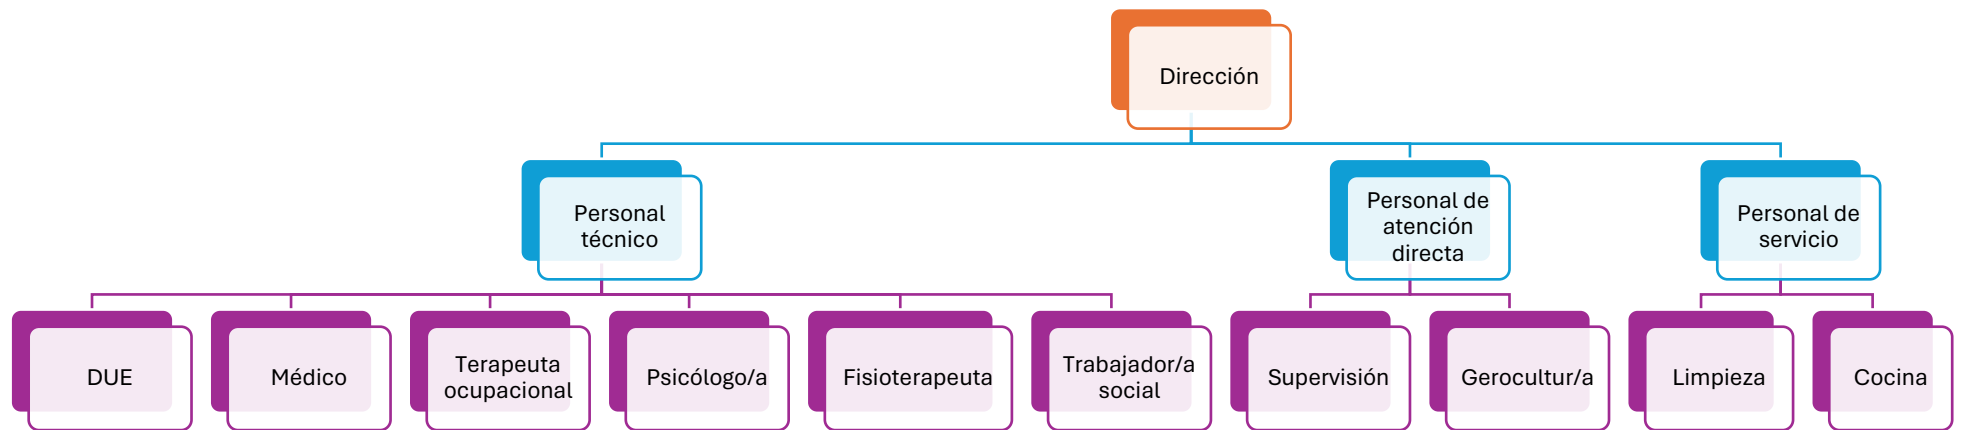 Dirección
Personal
técnico
Personal de
atención
directa
Personal de
servicio
DUE
Médico
Terapeuta
ocupacional
Psicólogo/a
Fisioterapeuta
Trabajador/a
social
Supervisión
Gerocultur/a
Limpieza
Cocina